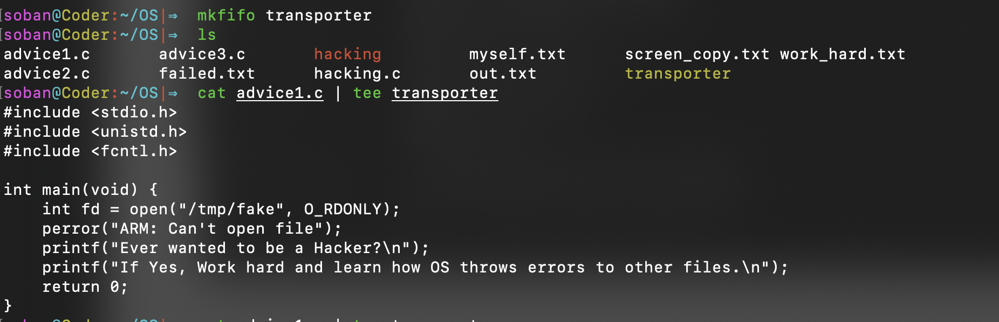 [soban@Coder:~/OS|⇒  mkfifo transporter
[soban@Coder:~/OS|⇒  ls
advice1.c       advice3.c       hacking         myself.txt      screen_copy.txt work_hard.txt
advice2.c       failed.txt      hacking.c       out.txt         transporter
[soban@Coder:~/OS|⇒  cat advice1.c | tee transporter
#include <stdio.h>
#include <unistd.h>
#include <fcntl.h>

int main(void) {
    int fd = open("/tmp/fake", O_RDONLY);
    perror("ARM: Can't open file");
    printf("Ever wanted to be a Hacker?\n");
    printf("If Yes, Work hard and learn how OS throws errors to other files.\n");
    return 0;
}